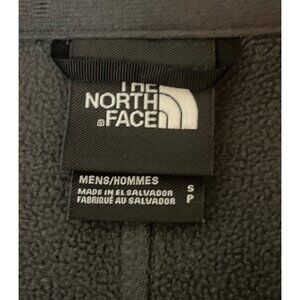 THE
NORTH
FACE
®
MENS/HOMMES
MADE IN EL SALVADOR
FABRIQUÉ AU SALVADOR
S
P